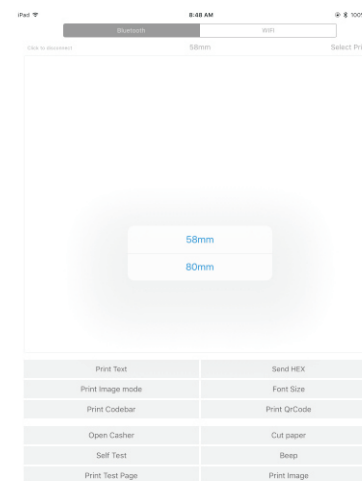 iPad 8:48 AM 100%
Bluetooth WIFI
Click to disconnect 58mm Select Pri
58mm
80mm
Print Text Send HEX
Print Image mode Font Size
Print Codebar Print QrCode
Open Casher Cut paper
Self Test Beep
Print Test Page Print Image